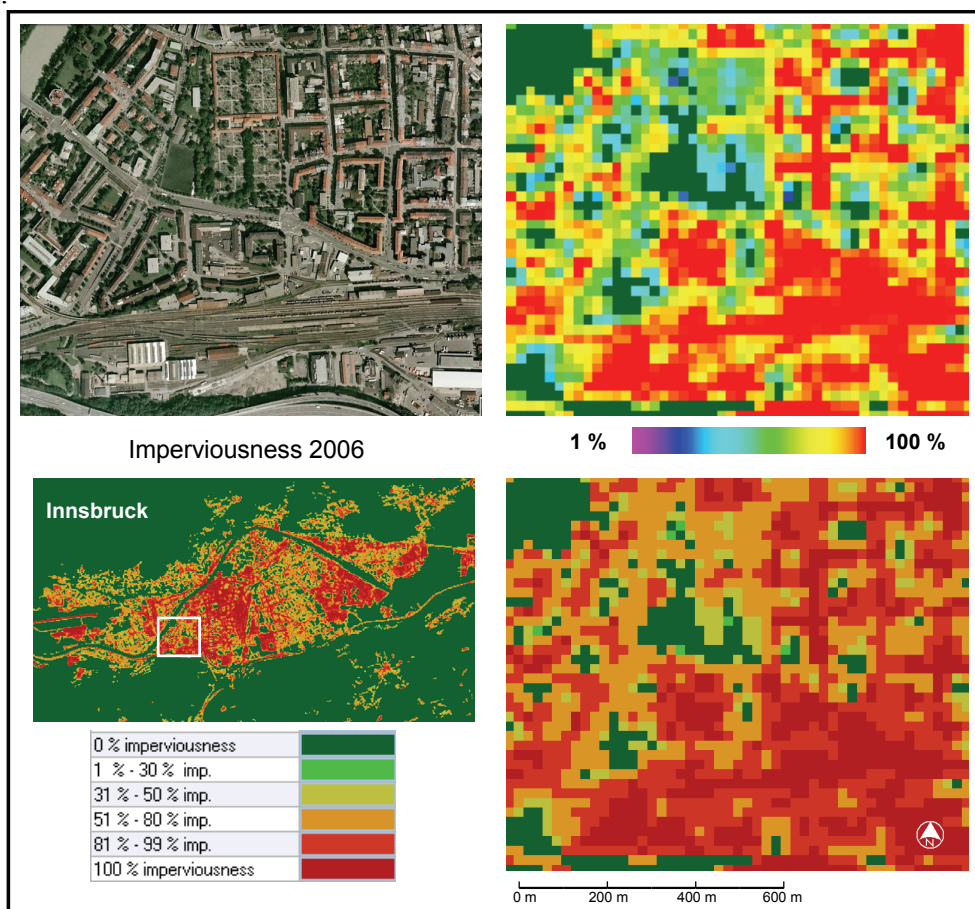 1 %
100 %
Imperviousness 2006
Innsbruck
0 % imperviousness
1 % - 30 % imp.
31 % - 50 % imp.
51 % - 80 % imp.
81 % - 99 % imp.
100 % imperviousness
N
0 m 200 m 400 m 600 m